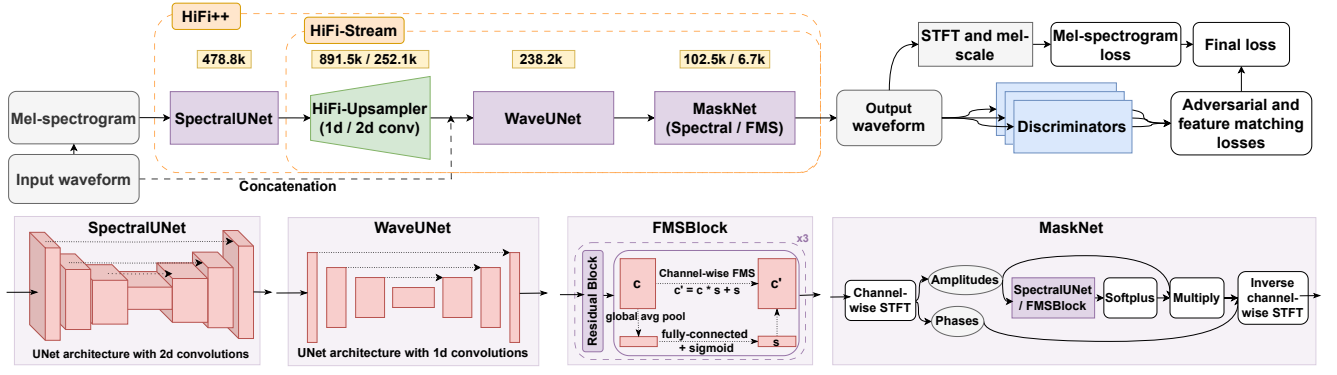 HiFi++
HiFi-Stream
478.8k
891.5k / 252.1k
238.2k
102.5k / 6.7k
STFT and mel-
scale
Mel-spectrogram
loss
Final loss
Mel-spectrogram
SpectralUNet
HiFi-Upsampler
(1d / 2d conv)
WaveUNet
MaskNet
(Spectral / FMS)
Output
waveform
Discriminators
Adversarial and
feature matching
losses
Input waveform
Concatenation
SpectralUNet
UNet architecture with 2d convolutions
WaveUNet
UNet architecture with 1d convolutions
FMSBlock
x3
Residual Block
c
Channel-wise FMS
c' = c * s + s
c'
global avg pool
fully-connected
+ sigmoid
s
MaskNet
Channel-
wise STFT
Amplitudes
Phases
SpectralUNet
/ FMSBlock
Softplus
Multiply
Inverse
channel-
wise STFT